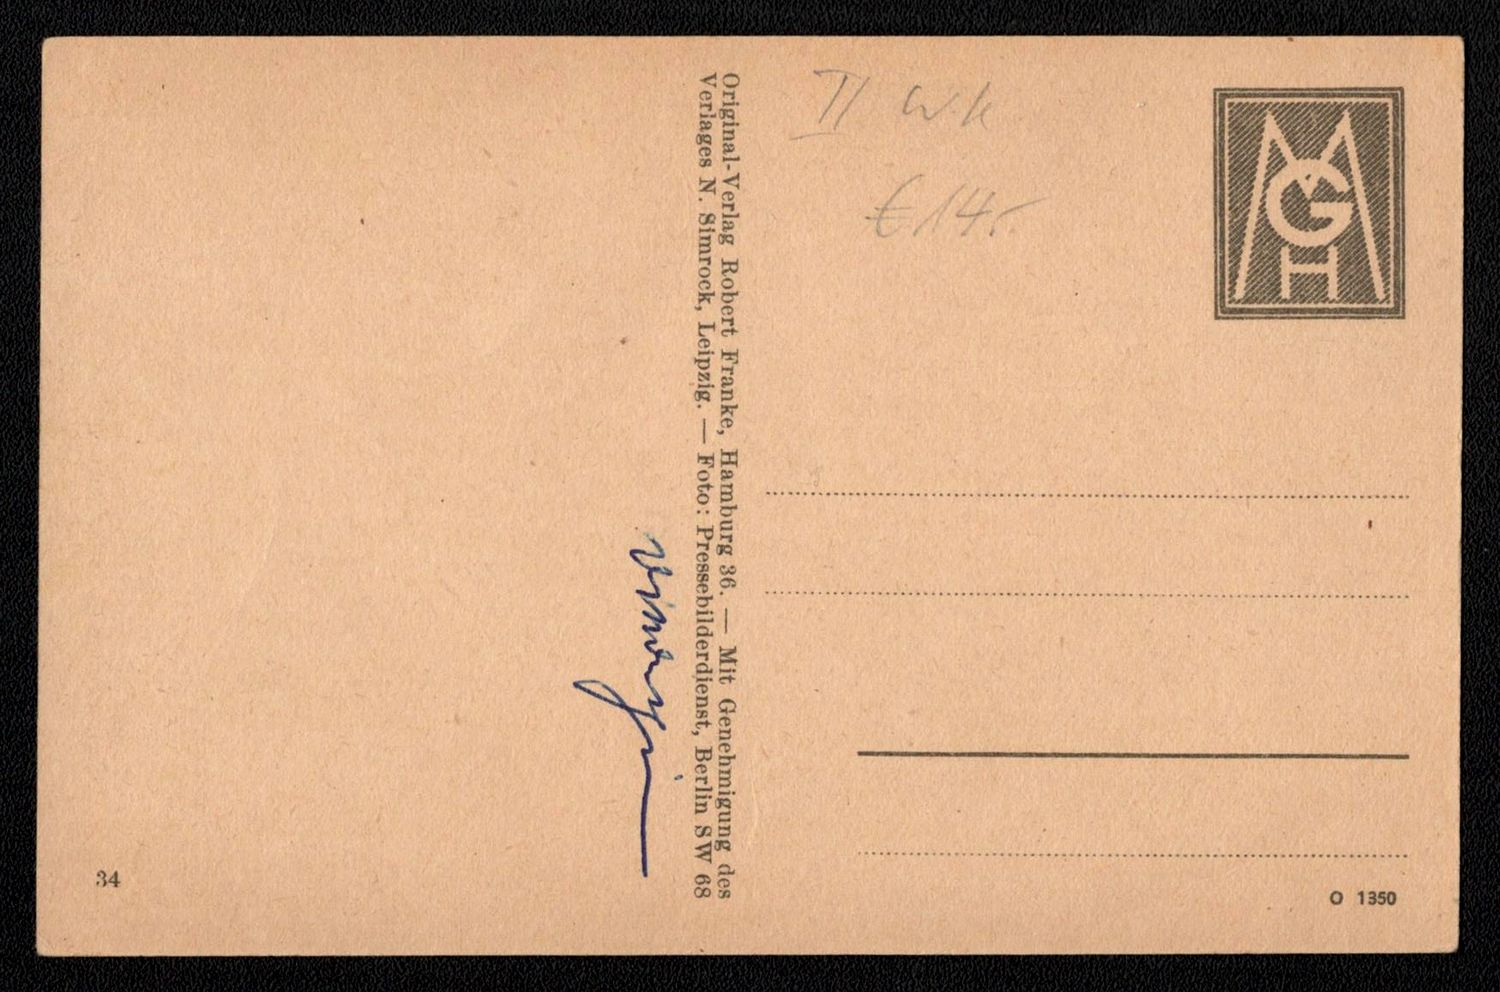 Original-Verlag Robert Franke, Hamburg 36. — Mit Genehmigung des
Verlages N. Simrock, Leipzig. — Foto: Pressebilderdienst, Berlin SW 68
II W.k
€ 14.-
MGH
34
O 1350